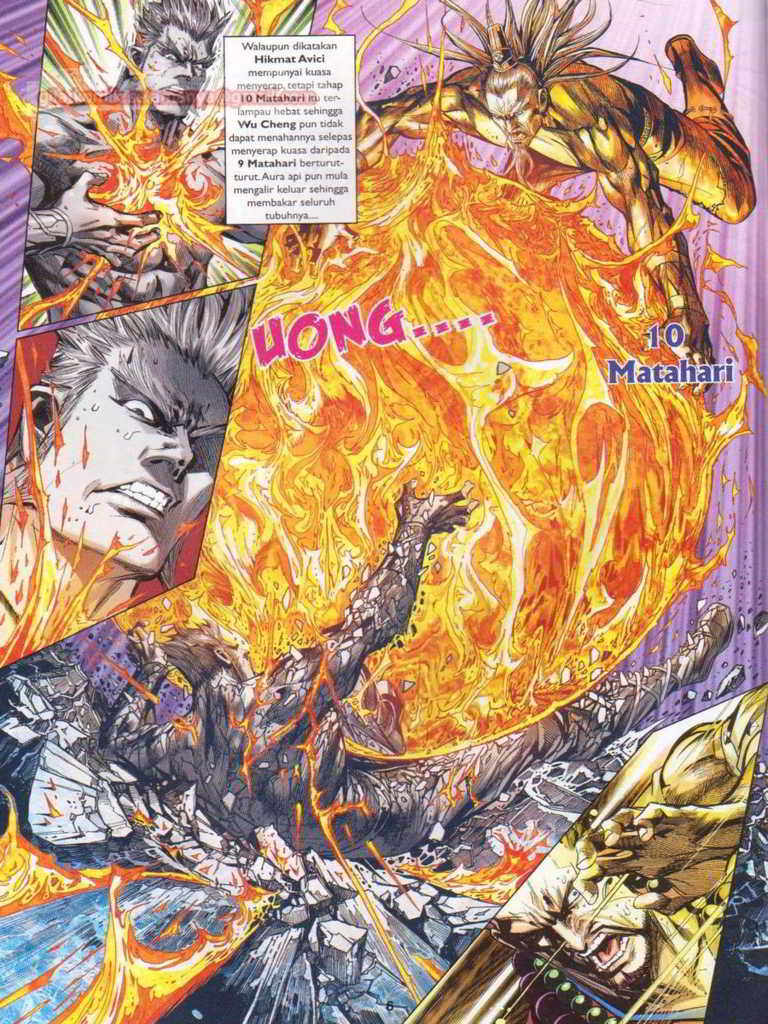 Walaupun dikatakan
Hikmat Avici
mempunyai kuasa
menyerap, tetapi tahap
10 Matahari itu ter-
lampau hebat sehingga
Wu Cheng pun tidak
dapat menahannya selepas
menyerap kuasa daripada
9 Matahari berturut-
turut. Aura api pun mula
mengalir keluar sehingga
membakar seluruh
tubuhnya....
UONG....
10
Matahari
8